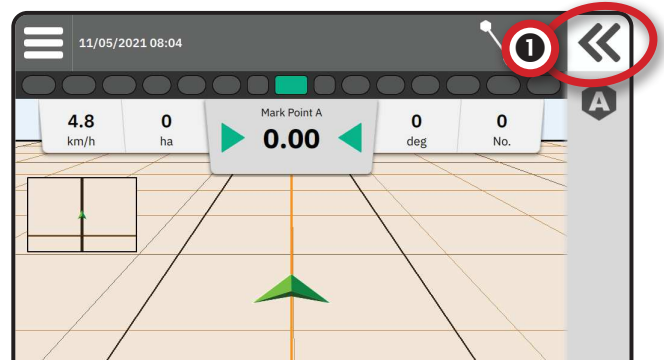 11/05/2021 08:04
1
A
4.8
km/h
0
ha
Mark Point A
0.00
0
deg
0
No.